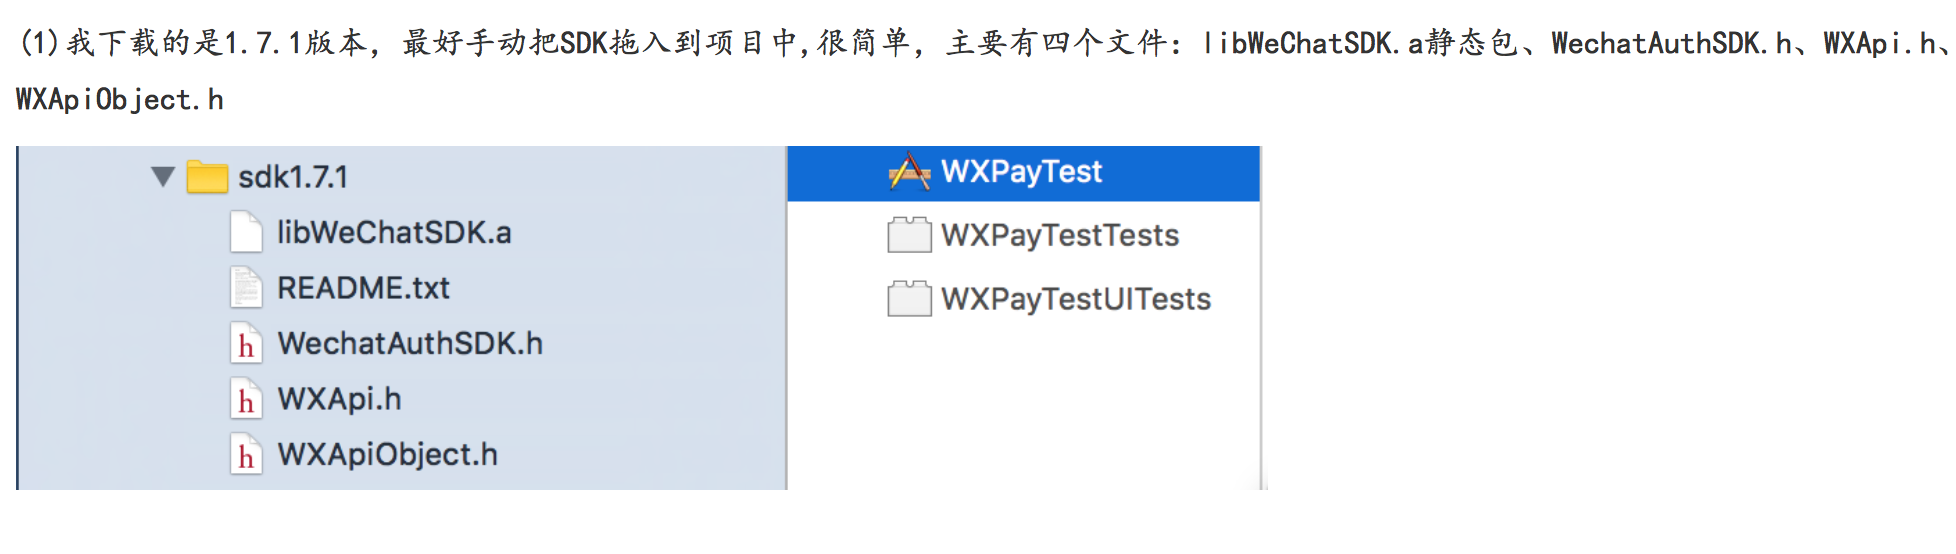 (1)我下载的是1.7.1版本，最好手动把SDK拖入到项目中,很简单，主要有四个文件：libWeChatSDK.a静态包、WechatAuthSDK.h、WXApi.h、
WXApiObject.h
sdk1.7.1
libWeChatSDK.a
README.txt
WechatAuthSDK.h
WXApi.h
WXApiObject.h
WXPayTest
WXPayTestTests
WXPayTestUITests